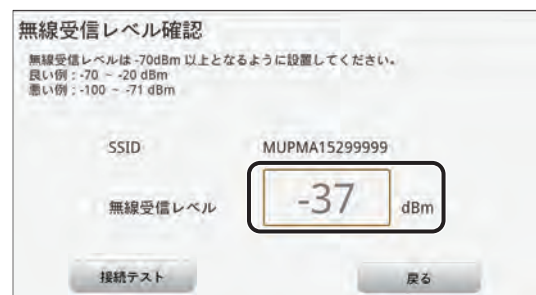 無線受信レベル確認
無線受信レベルは -70dBm 以上となるように設置してください。
良い例 : -70 ~ -20 dBm
悪い例 : -100 ~ -71 dBm
SSID MUPMA15299999
無線受信レベル -37 dBm
接続テスト 戻る